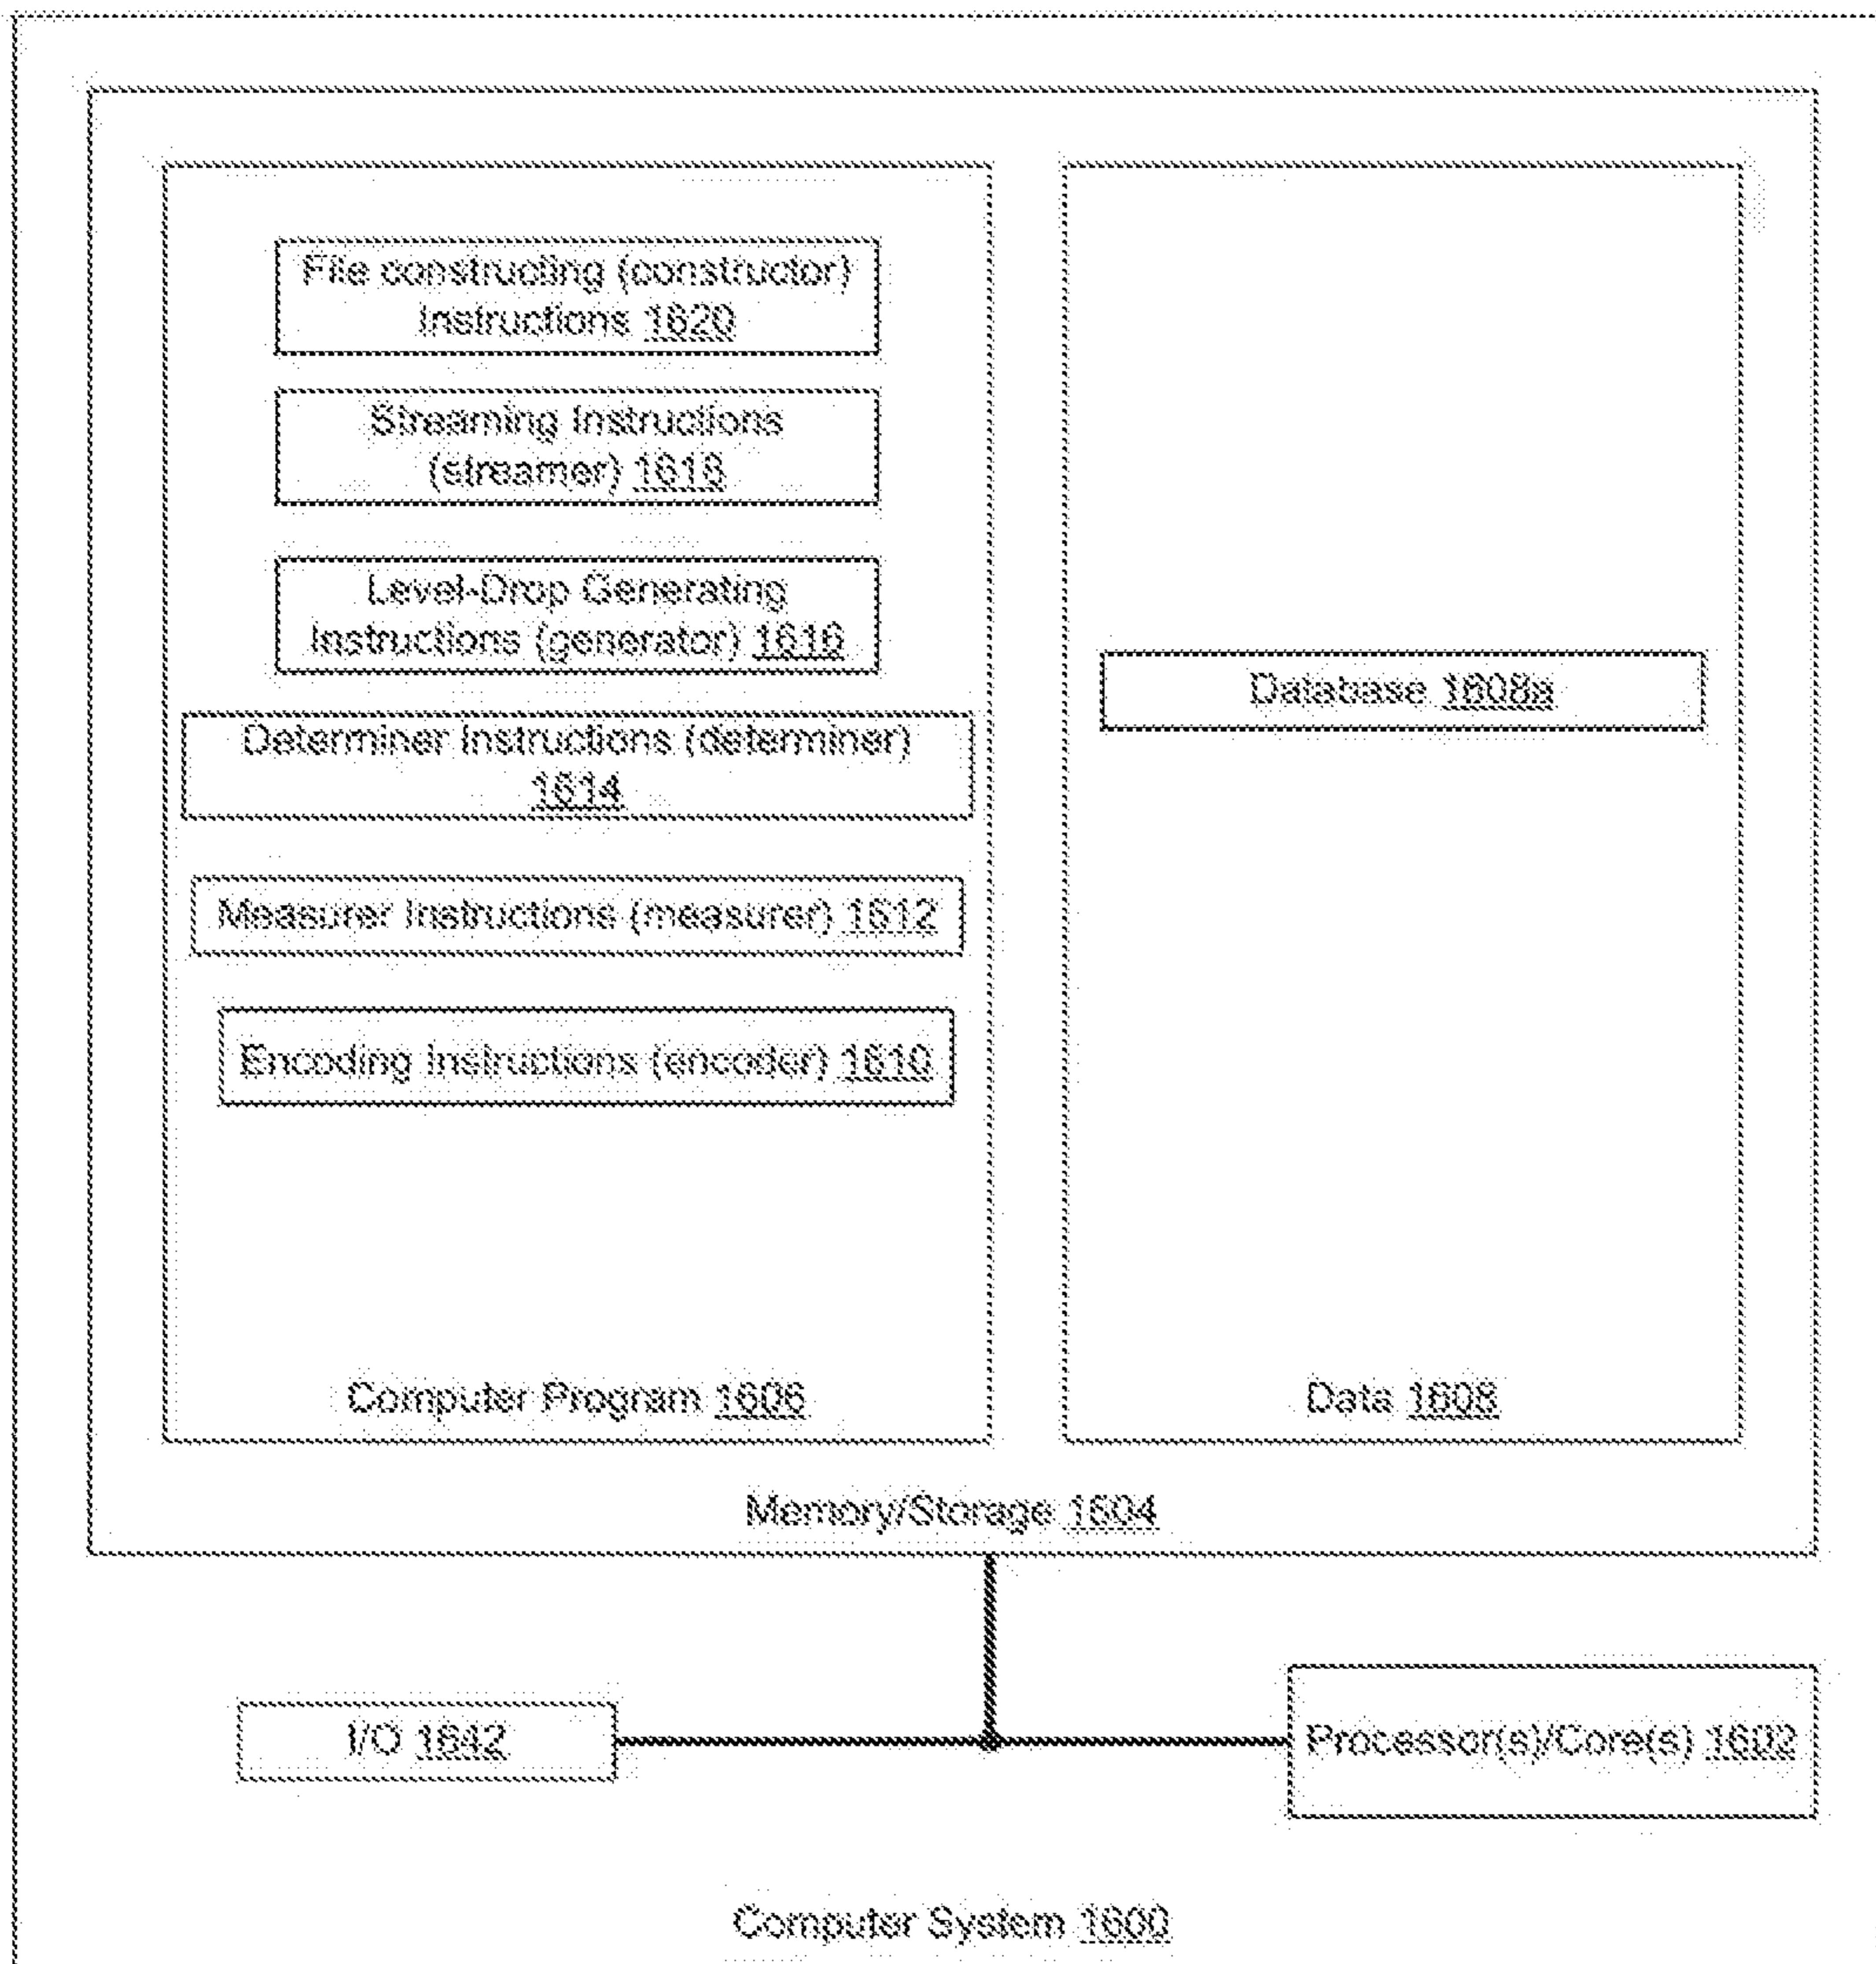 File constructing (constructor)
Instructions 1620
Streaming Instructions
(streamer) 1618
Level-Drop Generating
Instructions (generator) 1616
Determiner Instructions (determiner)
1614
Measurer Instructions (measurer) 1612
Encoding Instructions (encoder) 1610
Computer Program 1606
Database 1608a
Data 1608
Memory/Storage 1604
I/O 1642
Processor(s)/Core(s) 1602
Computer System 1600